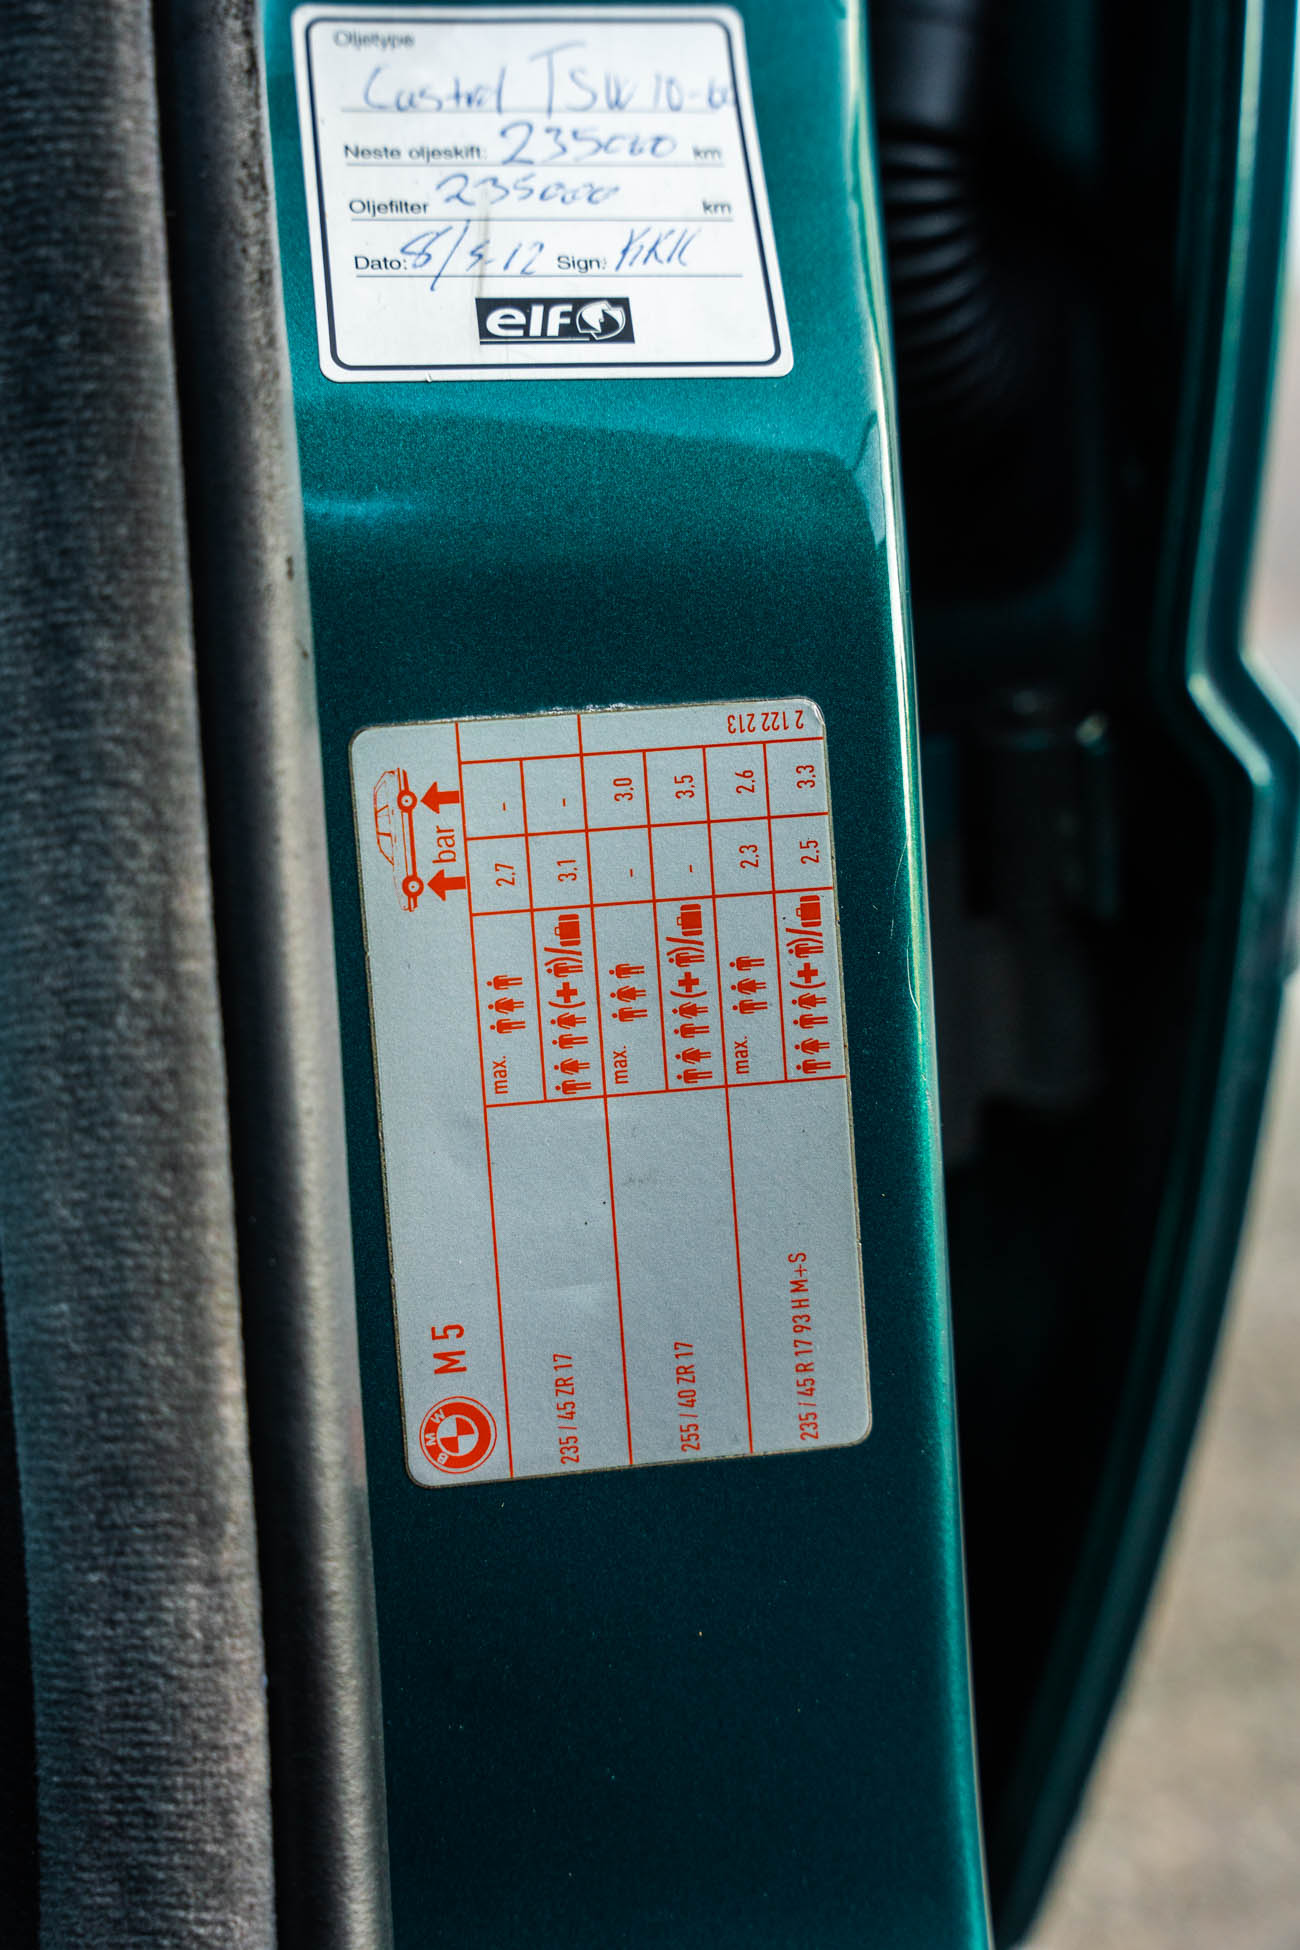 Oljetype
Castrol TSW 10-60
Neste oljeskift: 235000 km
Oljefilter 235000 km
Dato: 8/5-12 Sign: KKK
elf
BMW M 5 bar
max. 2.7 -
235 / 45 ZR 17 (+)/ 3.1 -
max. - 3.0
255 / 40 ZR 17 (+)/ - 3.5
max. 2.3 2.6
235 / 45 R 17 93 H M+S (+)/ 2.5 3.3
2 122 213